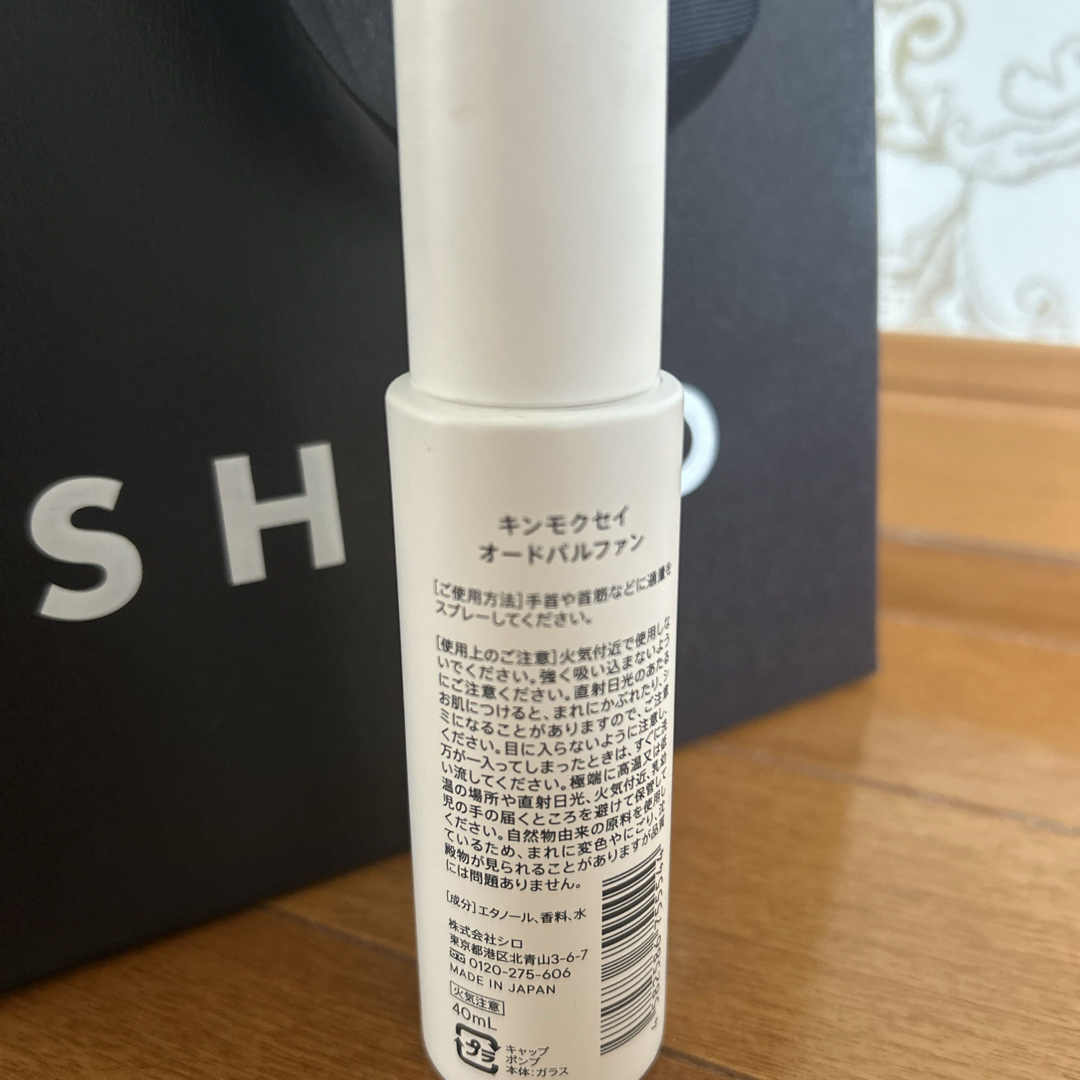 SH
キンモクセイ
オードパルファン
[ご使用方法]手首や首筋などに適量を
スプレーしてください。
[使用上のご注意]火気付近で使用しな
いでください。強く吸い込まないよう
にご注意ください。直射日光のあたる
お肌につけると、まれにかぶれたり、シ
ミになることがありますので、ご注意
ください。目に入らないように注意し、
万が一入ってしまったときは、すぐに洗
い流してください。極端に高温又は低
温の場所や直射日光、火気付近、乳幼
児の手の届くところを避けて保管して
ください。自然物由来の原料を使用し
ているため、まれに変色やにごり、沈
殿物が見られることがありますが品質
には問題ありません。
[成分]エタノール、香料、水
株式会社シロ
東京都港区北青山3-6-7
0120-275-606
MADE IN JAPAN
火気注意
40mL
プラ
キャップ
ポンプ
本体:ガラス